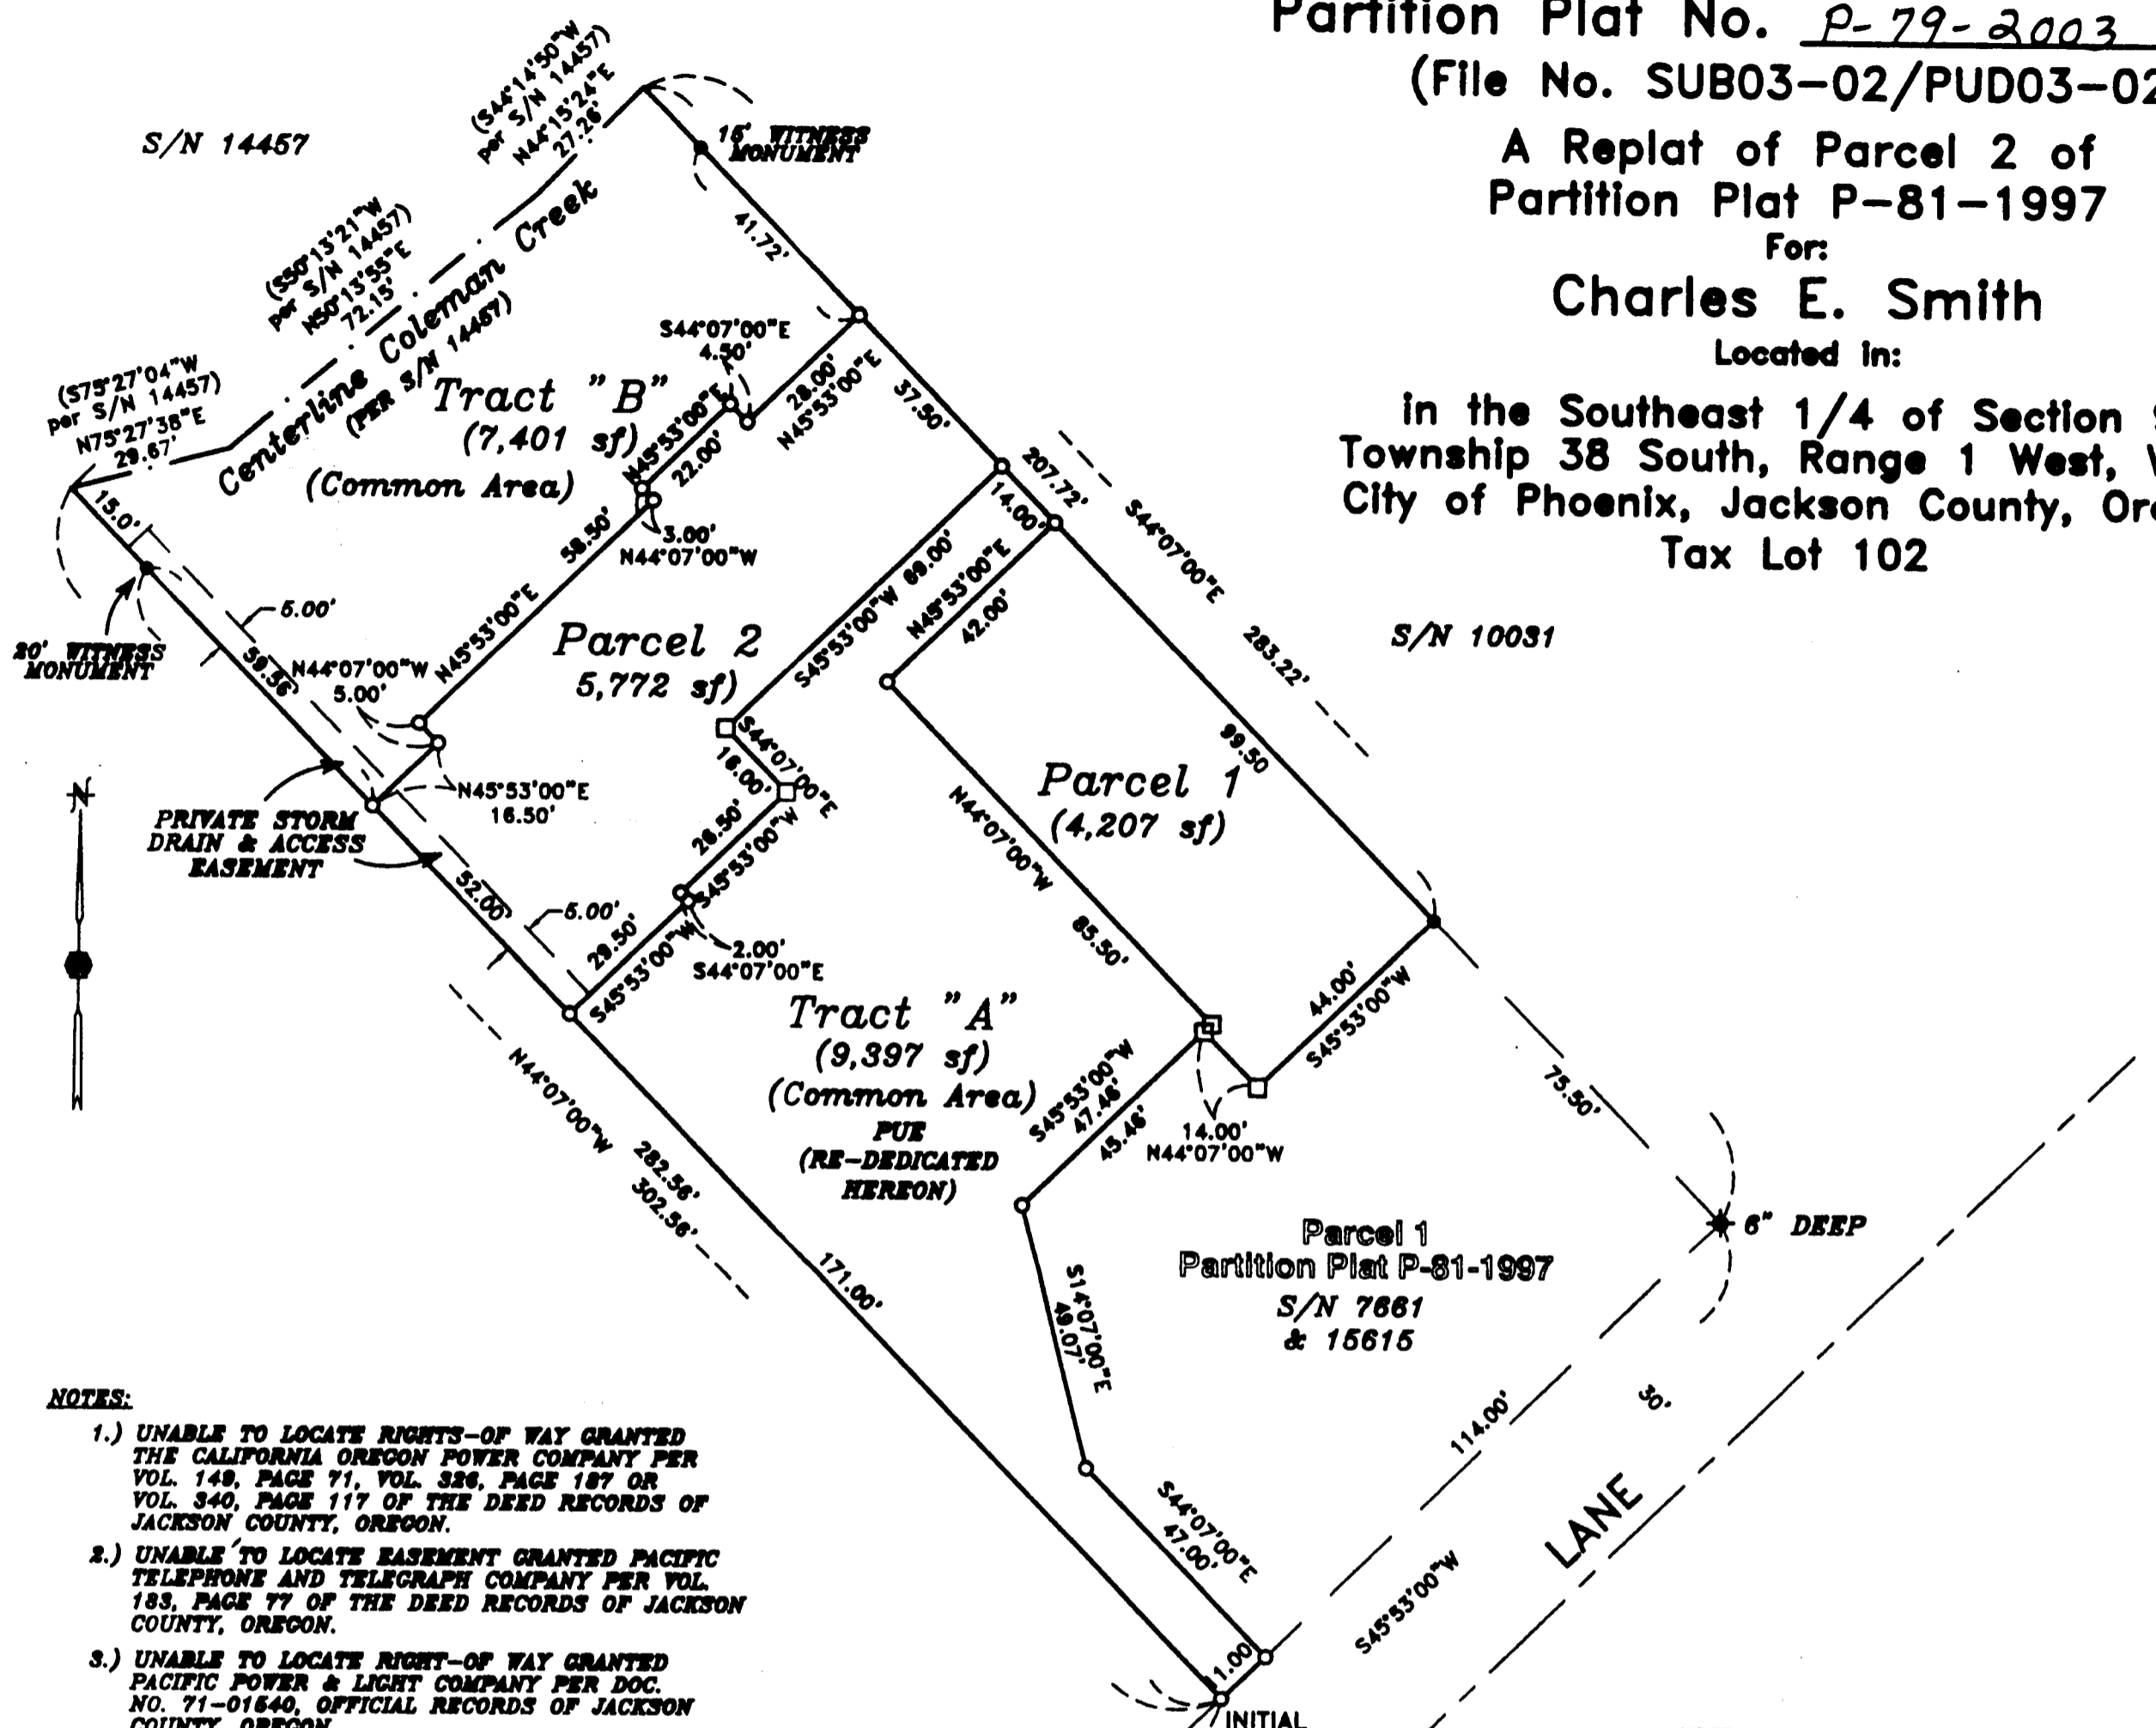 Partition Plat No. P-79-2003
(File No. SUB03-02/PUD03-02
A Replat of Parcel 2 of
Partition Plat P-81-1997
For:
Charles E. Smith
Located in:
in the Southeast 1/4 of Section
Township 38 South, Range 1 West,
City of Phoenix, Jackson County,
Tax Lot 102
S/N 14457
(S44°14'50"W
per S/N 14457)
N44°15'24"E
27.26'
15' WITNESS
MONUMENT
41.72'
(S50°13'21"W
per S/N 14457)
N50°13'55"E
72.15'
Centerline Coleman Creek
(PER S/N 14457)
(S75°27'04"W
per S/N 14457)
N75°27'38"E
29.67'
S44°07'00"E
4.50'
Tract "B"
(7,401 sf)
(Common Area)
28.00'
N45°53'00"E
37.50'
N45°53'00"E
22.00'
3.00'
N44°07'00"W
58.50'
N45°53'00"E
207.72'
S44°07'00"E
283.22'
14.00'
15.0'
5.00'
20' WITNESS
MONUMENT
59.56'
N44°07'00"W
5.00'
S/N 10031
Parcel 2
5,772 sf)
S45°53'00"W 69.00'
N45°53'00"E
42.00'
S44°07'00"E
16.00'
N45°53'00"E
16.50'
PRIVATE STORM
DRAIN & ACCESS
EASEMENT
99.50
Parcel 1
(4,207 sf)
N44°07'00"W
85.50'
26.50'
S45°53'00"W
52.00'
5.00'
29.50'
S45°53'00"W
2.00'
S44°07'00"E
N
Tract "A"
(9,397 sf)
(Common Area)
PUE
(RE-DEDICATED
HEREON)
44.00'
S45°53'00"W
S45°53'00"W
47.46'
45.46'
14.00'
N44°07'00"W
75.50'
N44°07'00"W
282.56'
302.56'
6" DEEP
Parcel 1
Partition Plat P-81-1997
S/N 7661
& 15615
171.00'
S14°07'00"E
49.07'
S44°07'00"E
47.00'
114.00'
30'
LANE
S45°53'00"W
INITIAL
NOTES:
1.) UNABLE TO LOCATE RIGHTS-OF WAY GRANTED
THE CALIFORNIA OREGON POWER COMPANY PER
VOL. 149, PAGE 71, VOL. 326, PAGE 187 OR
VOL. 340, PAGE 117 OF THE DEED RECORDS OF
JACKSON COUNTY, OREGON.
2.) UNABLE TO LOCATE EASEMENT GRANTED PACIFIC
TELEPHONE AND TELEGRAPH COMPANY PER VOL.
183, PAGE 77 OF THE DEED RECORDS OF JACKSON
COUNTY, OREGON.
3.) UNABLE TO LOCATE RIGHT-OF WAY GRANTED
PACIFIC POWER & LIGHT COMPANY PER DOC.
NO. 71-01540, OFFICIAL RECORDS OF JACKSON
COUNTY, OREGON